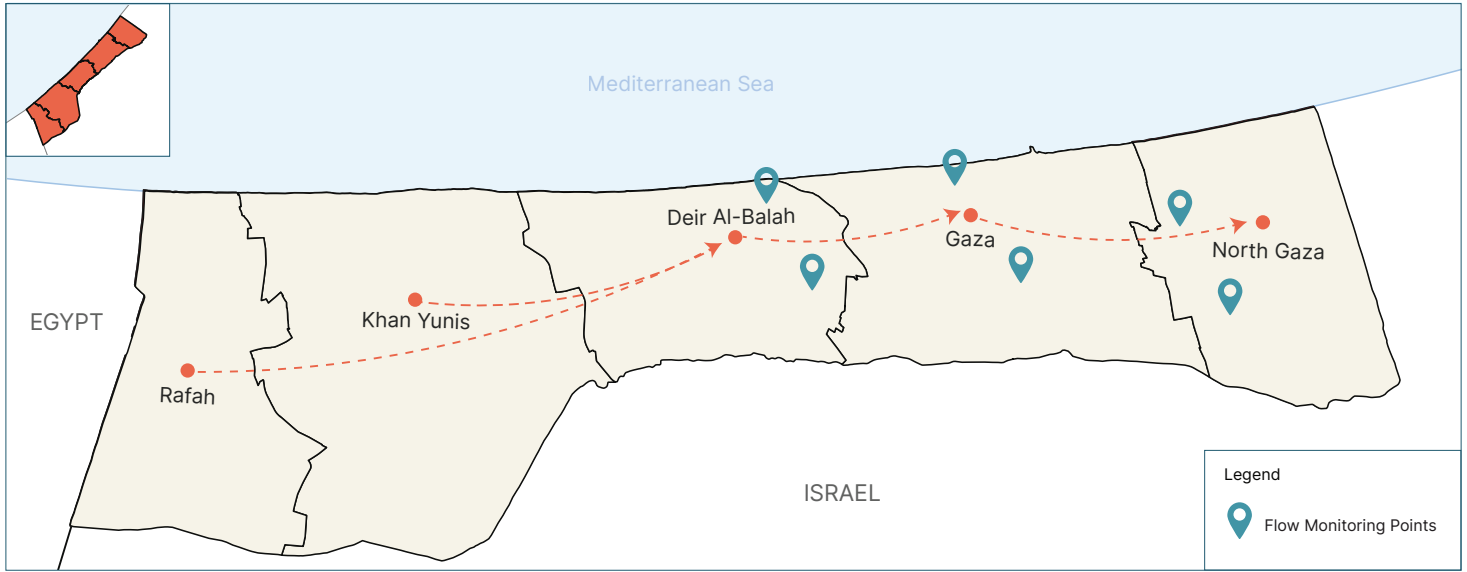 Mediterranean Sea
Deir Al-Balah
Gaza
North Gaza
Khan Yunis
EGYPT
Rafah
ISRAEL
Legend
Flow Monitoring Points